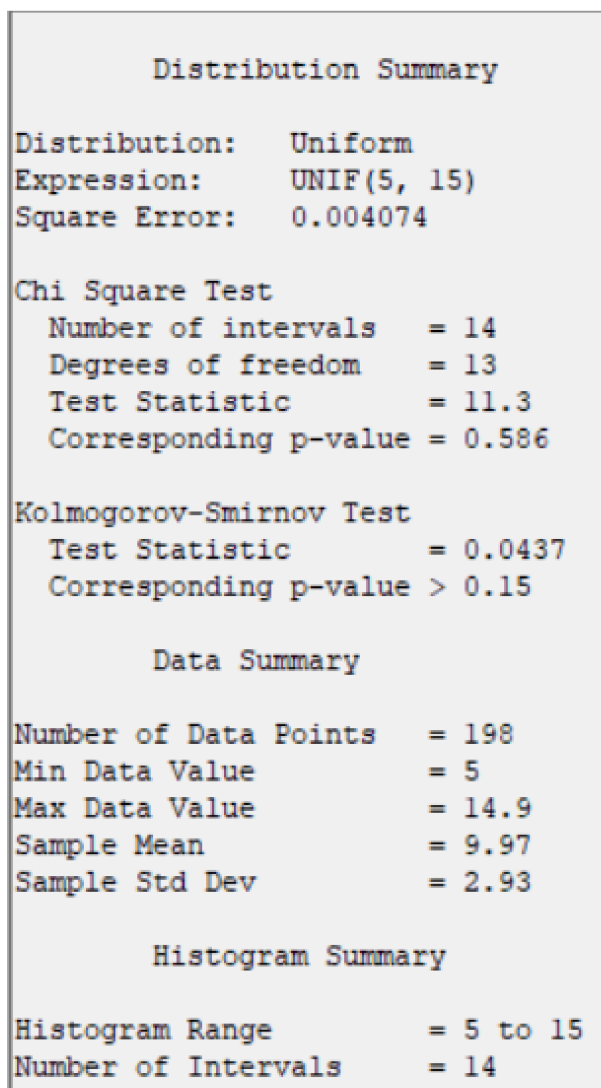 Distribution Summary
Distribution: Uniform
Expression: UNIF(5, 15)
Square Error: 0.004074
Chi Square Test
Number of intervals = 14
Degrees of freedom = 13
Test Statistic = 11.3
Corresponding p-value = 0.586
Kolmogorov-Smirnov Test
Test Statistic = 0.0437
Corresponding p-value > 0.15
Data Summary
Number of Data Points = 198
Min Data Value = 5
Max Data Value = 14.9
Sample Mean = 9.97
Sample Std Dev = 2.93
Histogram Summary
Histogram Range = 5 to 15
Number of Intervals = 14